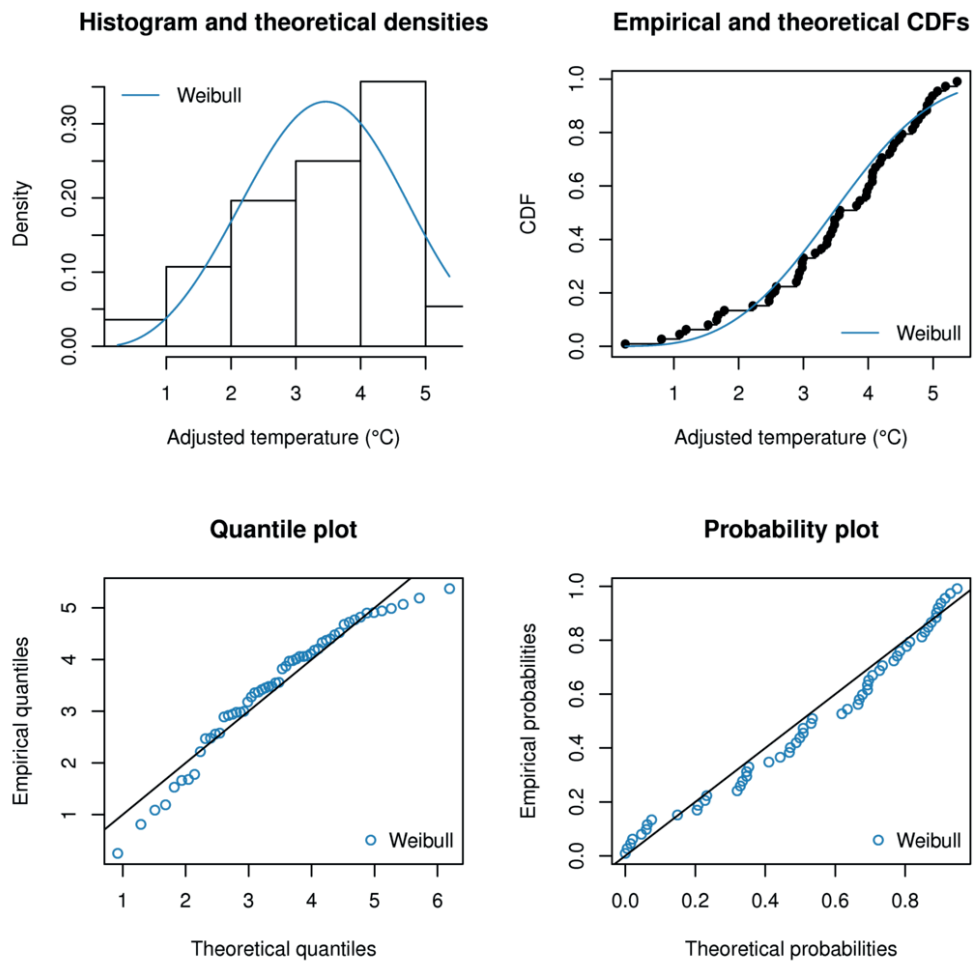 Histogram and theoretical densities
Weibull
Density
0.00
0.10
0.20
0.30
1 2 3 4 5
Adjusted temperature (°C)
Empirical and theoretical CDFs
CDF
0.0
0.2
0.4
0.6
0.8
1.0
Weibull
1 2 3 4 5
Adjusted temperature (°C)
Quantile plot
Empirical quantiles
1
2
3
4
5
Weibull
1 2 3 4 5 6
Theoretical quantiles
Probability plot
Empirical probabilities
0.0
0.2
0.4
0.6
0.8
1.0
Weibull
0.0 0.2 0.4 0.6 0.8
Theoretical probabilities